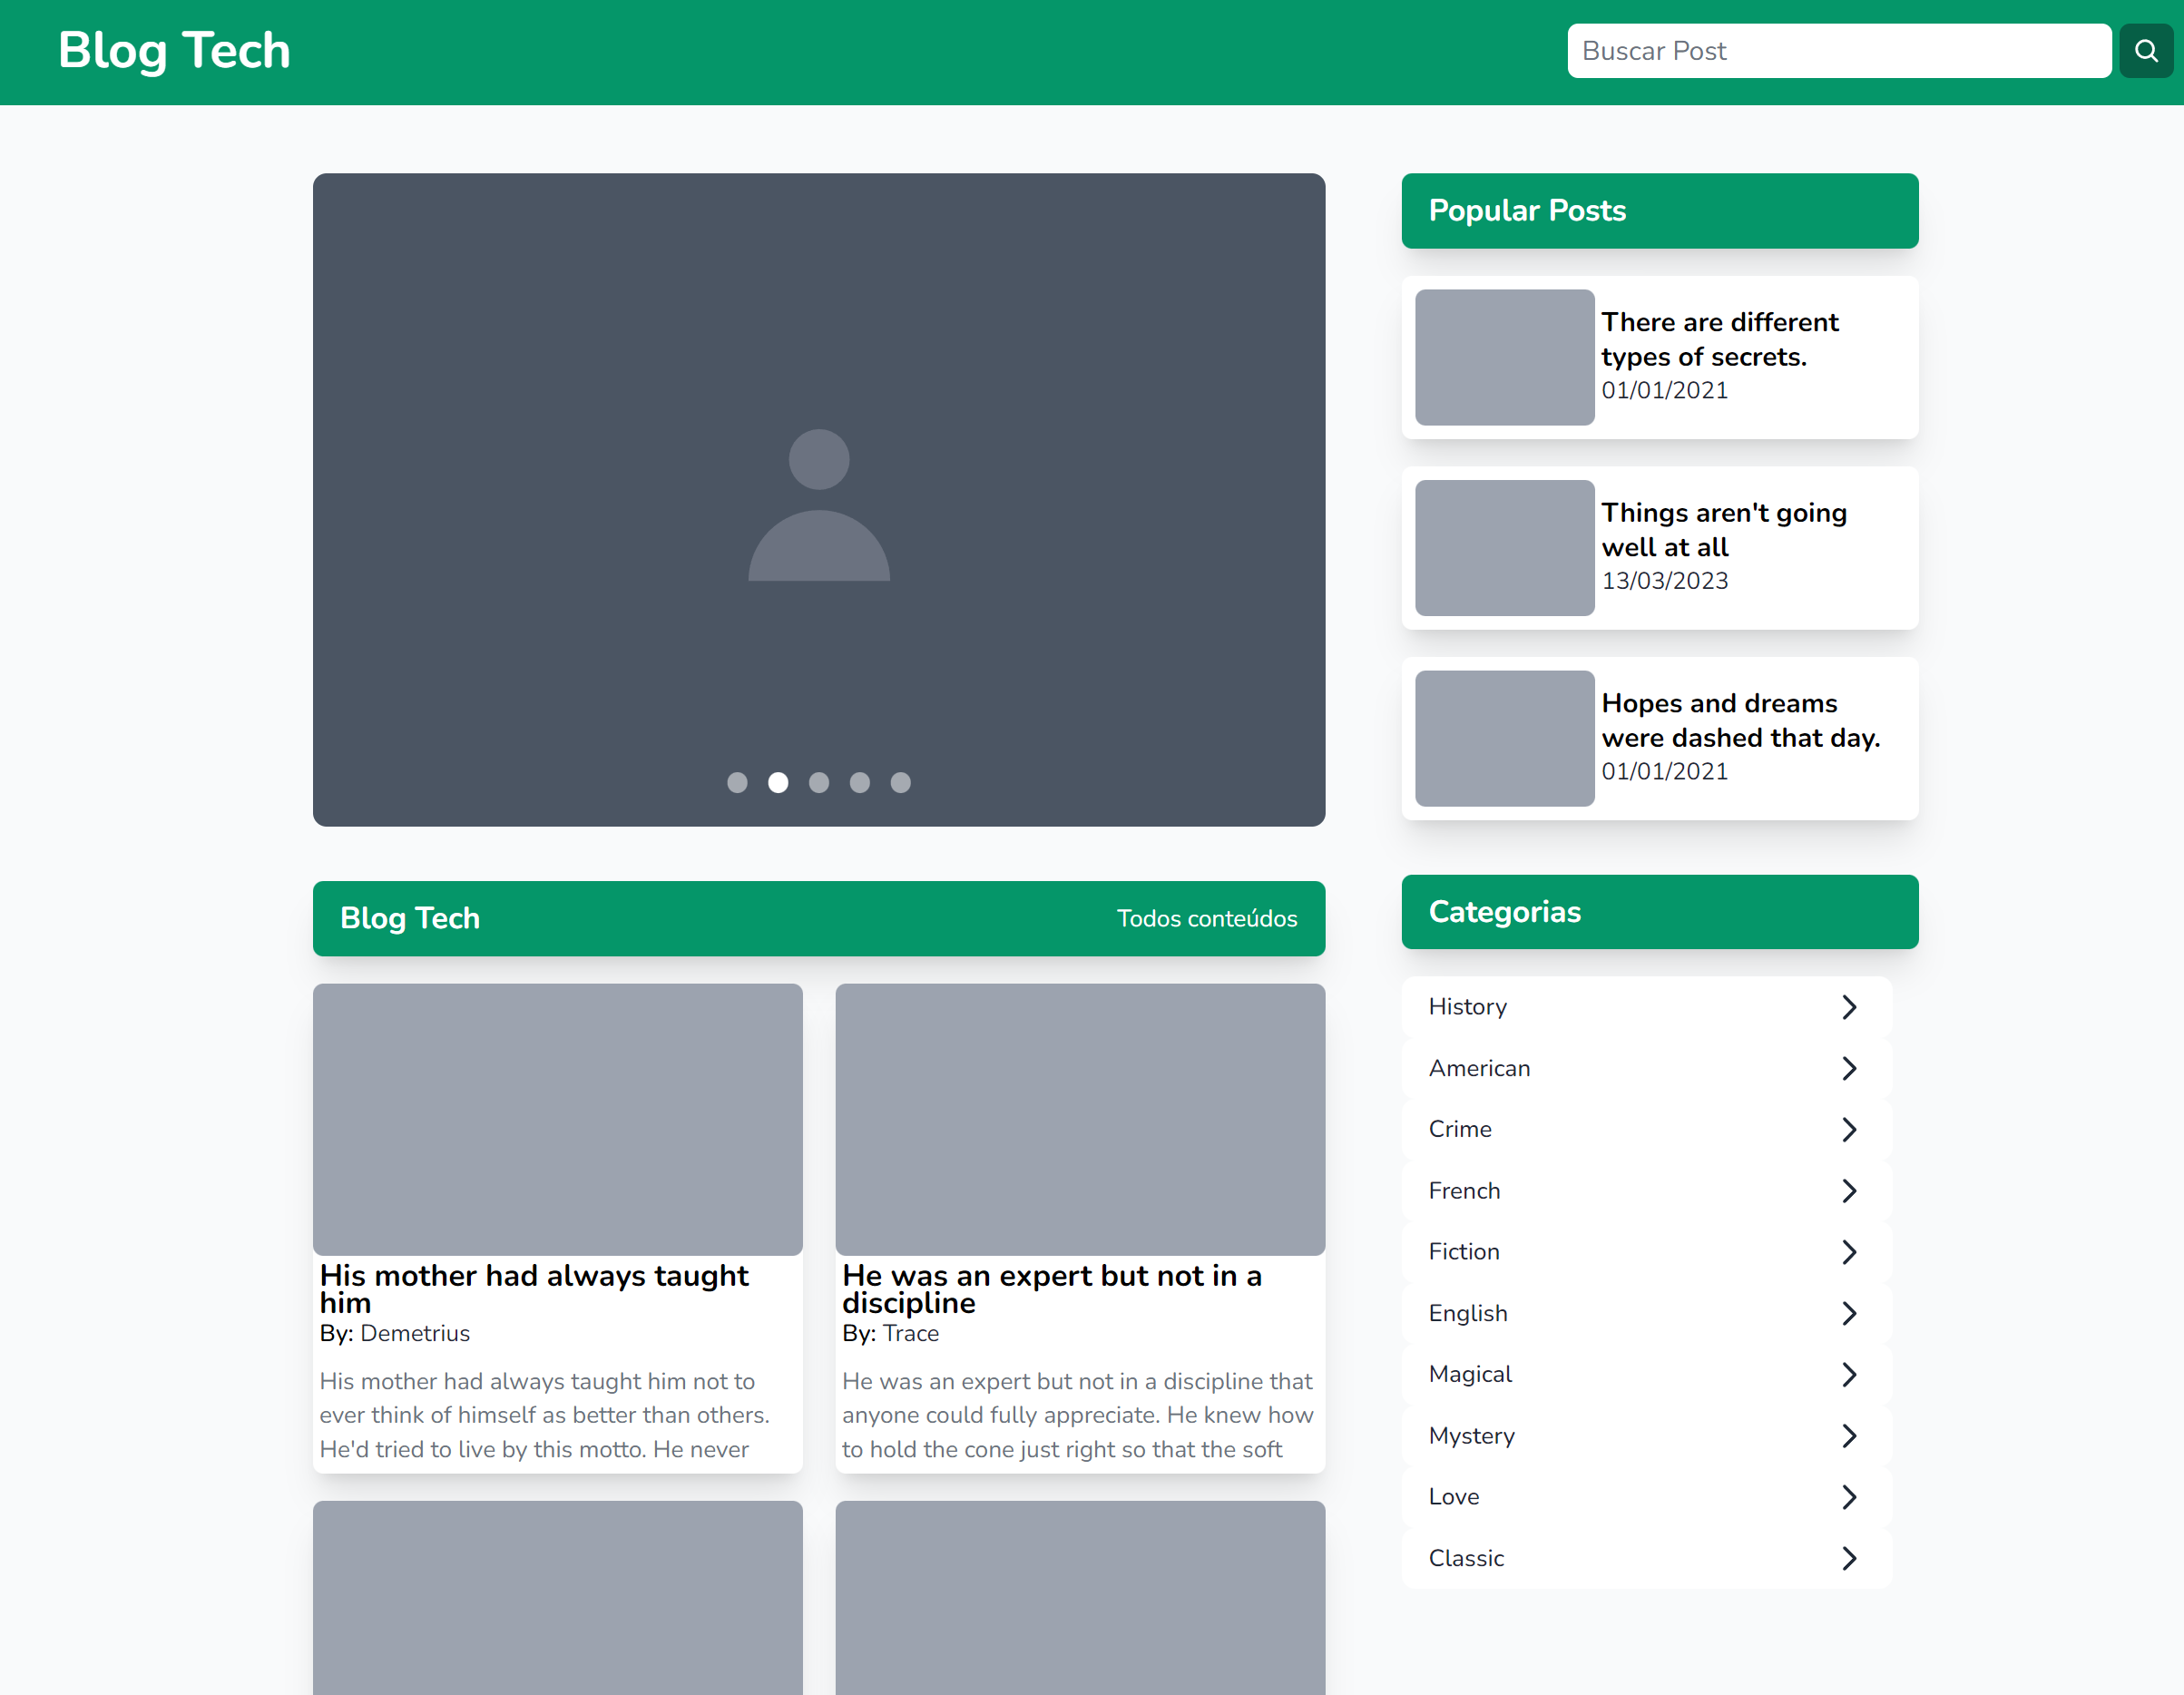 Blog Tech
Buscar Post
Popular Posts
There are different
types of secrets.
01/01/2021
Things aren't going
well at all
13/03/2023
Hopes and dreams
were dashed that day.
01/01/2021
Blog Tech
Todos conteúdos
His mother had always taught
him
By: Demetrius
His mother had always taught him not to
ever think of himself as better than others.
He'd tried to live by this motto. He never
He was an expert but not in a
discipline
By: Trace
He was an expert but not in a discipline that
anyone could fully appreciate. He knew how
to hold the cone just right so that the soft
Categorias
History
American
Crime
French
Fiction
English
Magical
Mystery
Love
Classic